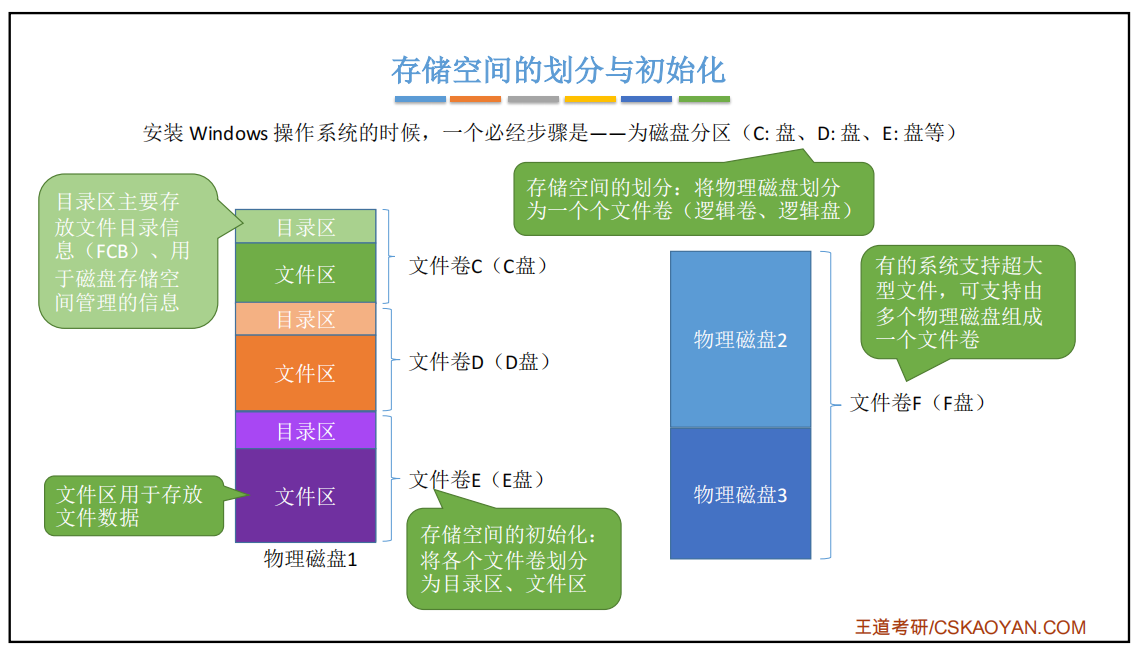 存储空间的划分与初始化
安装 Windows 操作系统的时候，一个必经步骤是——为磁盘分区（C: 盘、D: 盘、E: 盘等）
存储空间的划分：将物理磁盘划分
为一个个文件卷（逻辑卷、逻辑盘）
目录区主要存
放文件目录信
息（FCB）、用
于磁盘存储空
间管理的信息
目录区
文件区
文件卷C（C盘）
目录区
文件区
文件卷D（D盘）
目录区
文件区
文件卷E（E盘）
文件区用于存放
文件数据
物理磁盘1
存储空间的初始化：
将各个文件卷划分
为目录区、文件区
物理磁盘2
物理磁盘3
有的系统支持超大
型文件，可支持由
多个物理磁盘组成
一个文件卷
文件卷F（F盘）
王道考研/CSKAOYAN.COM